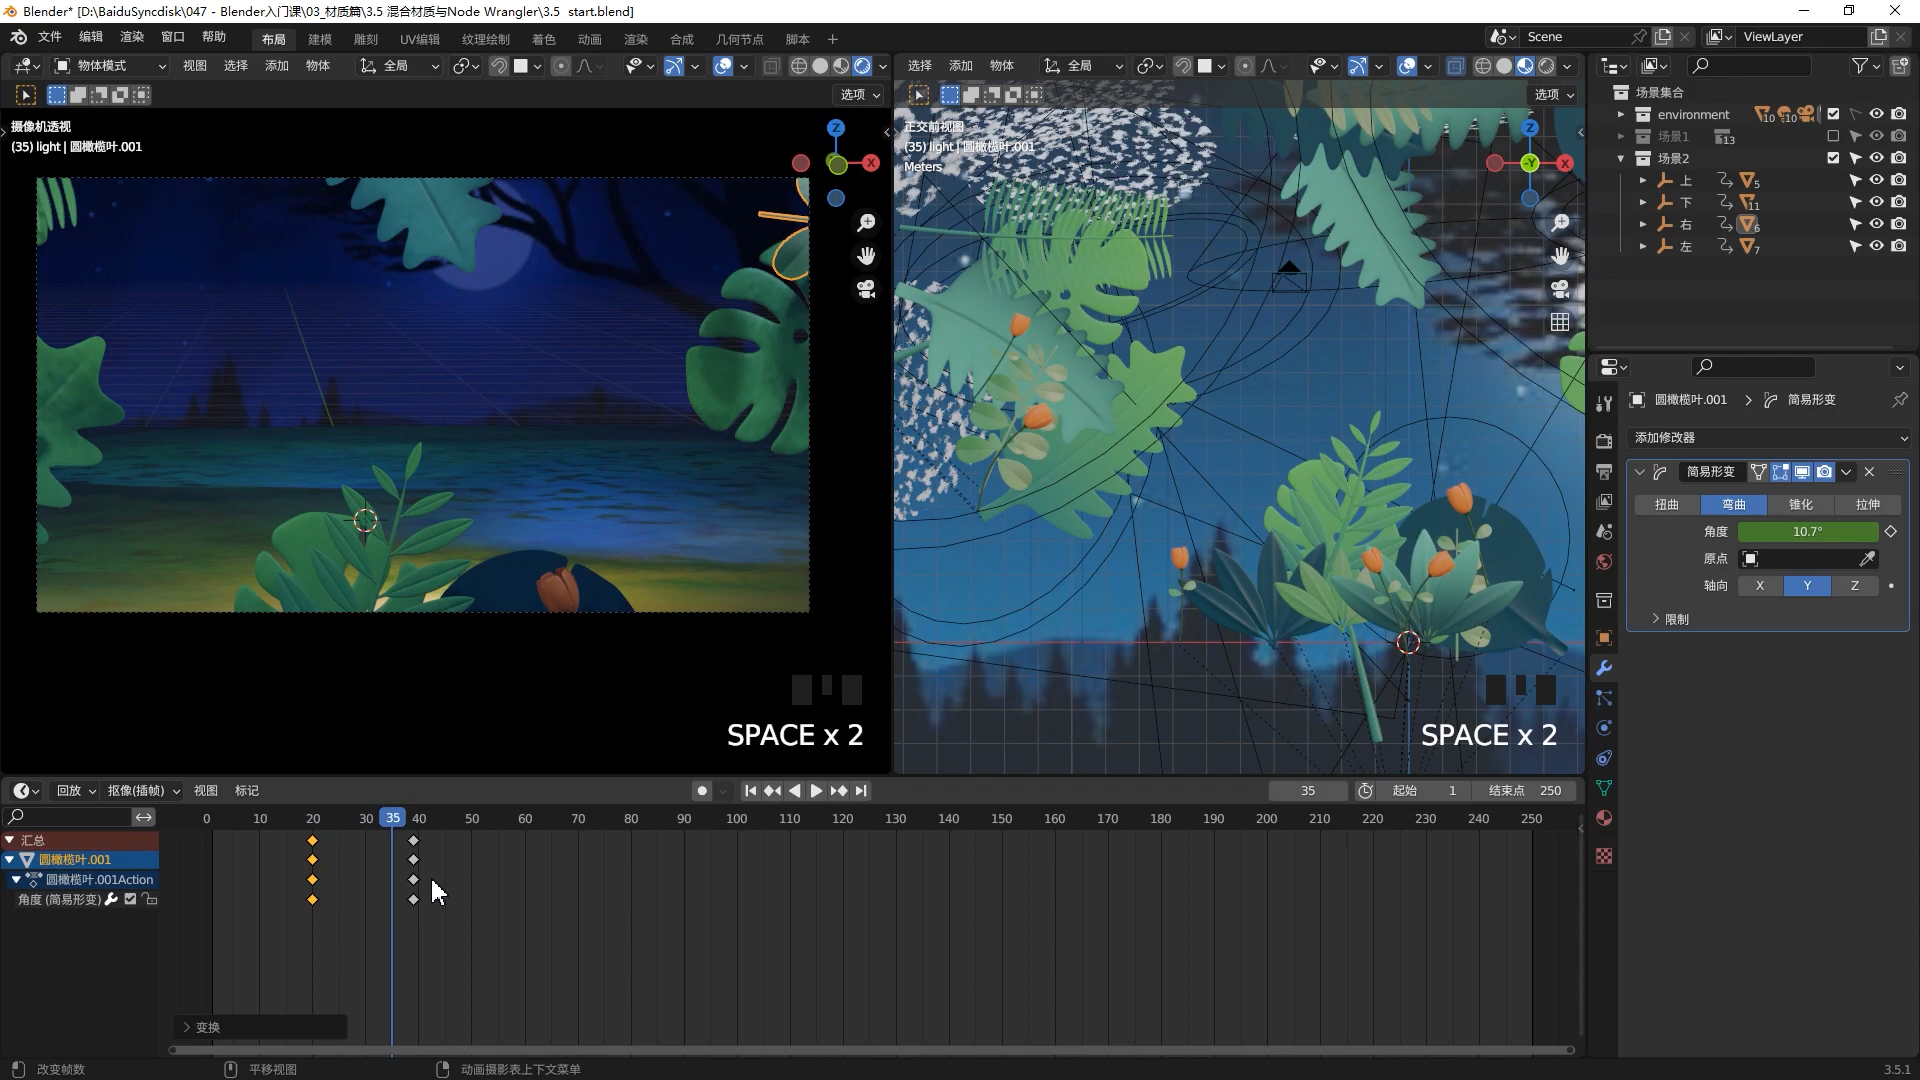 Blender* [D:\BaiduSyncdisk\047 - Blender入门课\03_材质篇\3.5 混合材质与Node Wrangler\3.5  start.blend]
文件 编辑 渲染 窗口 帮助 布局 建模 雕刻 UV编辑 纹理绘制 着色 动画 渲染 合成 几何节点 脚本 + Scene ViewLayer
物体模式 视图 选择 添加 物体 全局
选择 添加 物体 全局
选项
选项
摄像机透视
(35) light | 圆橄榄叶.001
Z
X
SPACE x 2
正交前视图
(35) light | 圆橄榄叶.001
Meters
Z
-Y
X
SPACE x 2
场景集合
environment 10 10
场景1 13
场景2
上 5
下 11
右 6
左 7
圆橄榄叶.001 > 简易形变
添加修改器
简易形变
扭曲 弯曲 锥化 拉伸
角度 10.7°
原点
轴向 X Y Z
限制
回放 抠像(插帧) 视图 标记 35 起始 1 结束点 250
0 10 20 30 35 40 50 60 70 80 90 100 110 120 130 140 150 160 170 180 190 200 210 220 230 240 250
汇总
圆橄榄叶.001
圆橄榄叶.001Action
角度 (简易形变)
变换
改变帧数 平移视图 动画摄影表上下文菜单 3.5.1